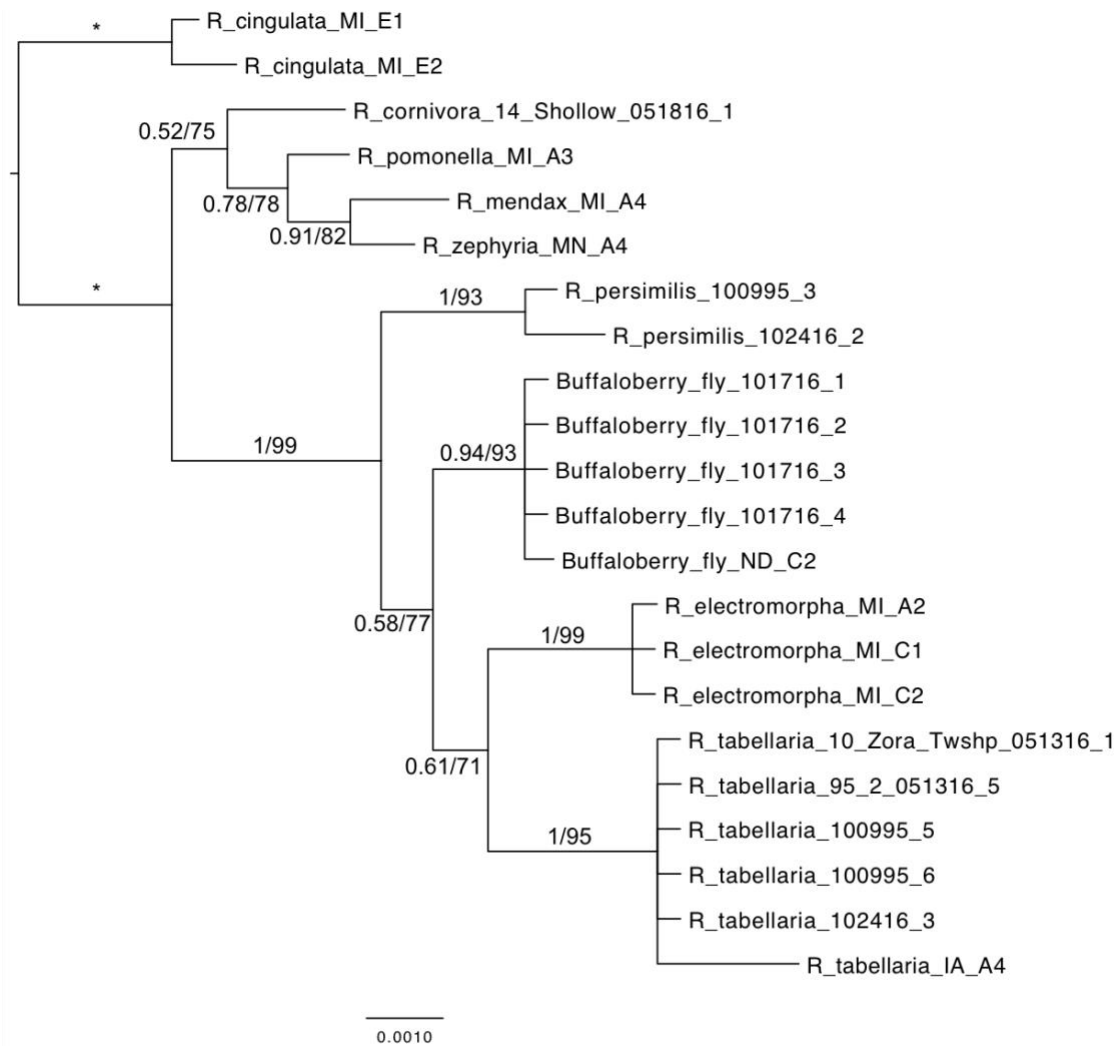 *
R_cingulata_MI_E1
R_cingulata_MI_E2
R_cornivora_14_Shollow_051816_1
0.52/75
R_pomonella_MI_A3
0.78/78
R_mendax_MI_A4
0.91/82
R_zephyria_MN_A4
*
1/93
R_persimilis_100995_3
R_persimilis_102416_2
Buffaloberry_fly_101716_1
Buffaloberry_fly_101716_2
1/99
0.94/93
Buffaloberry_fly_101716_3
Buffaloberry_fly_101716_4
Buffaloberry_fly_ND_C2
R_electromorpha_MI_A2
0.58/77
1/99
R_electromorpha_MI_C1
R_electromorpha_MI_C2
R_tabellaria_10_Zora_Twshp_051316_1
0.61/71
R_tabellaria_95_2_051316_5
1/95
R_tabellaria_100995_5
R_tabellaria_100995_6
R_tabellaria_102416_3
R_tabellaria_IA_A4
0.0010